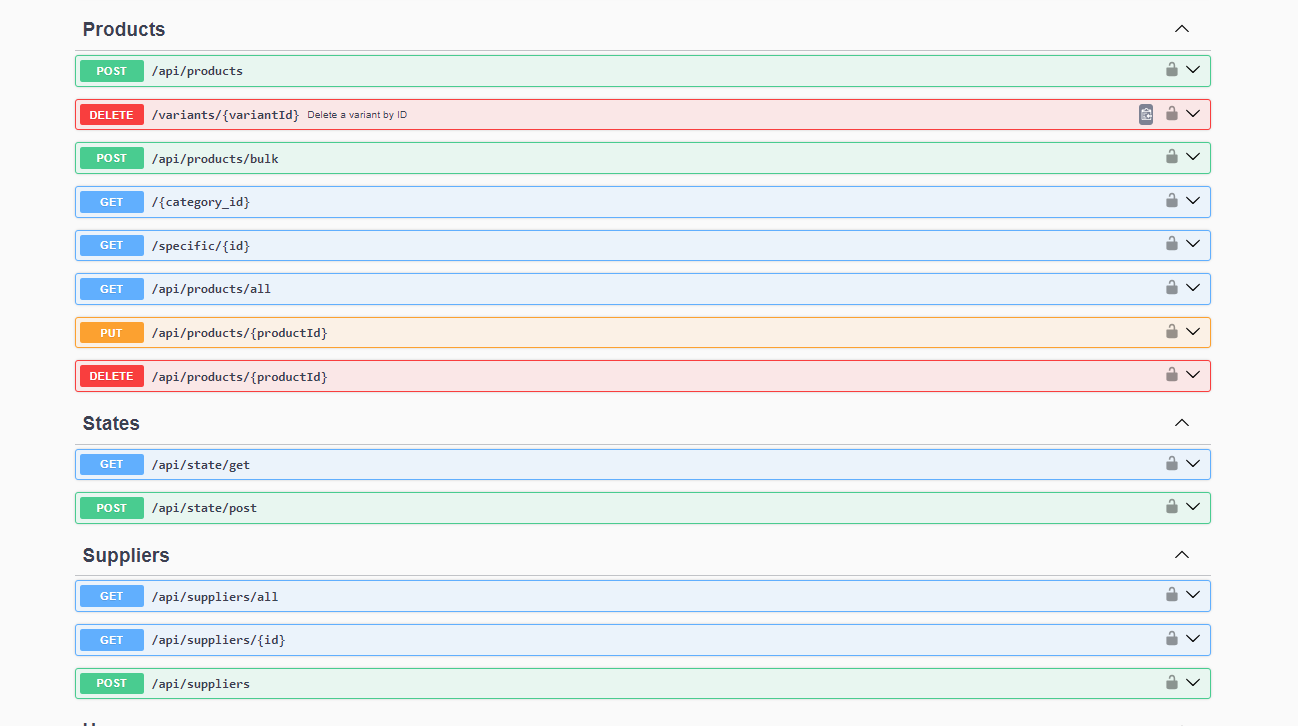 Products
POST /api/products
DELETE /variants/{variantId} Delete a variant by ID
POST /api/products/bulk
GET /{category_id}
GET /specific/{id}
GET /api/products/all
PUT /api/products/{productId}
DELETE /api/products/{productId}
States
GET /api/state/get
POST /api/state/post
Suppliers
GET /api/suppliers/all
GET /api/suppliers/{id}
POST /api/suppliers